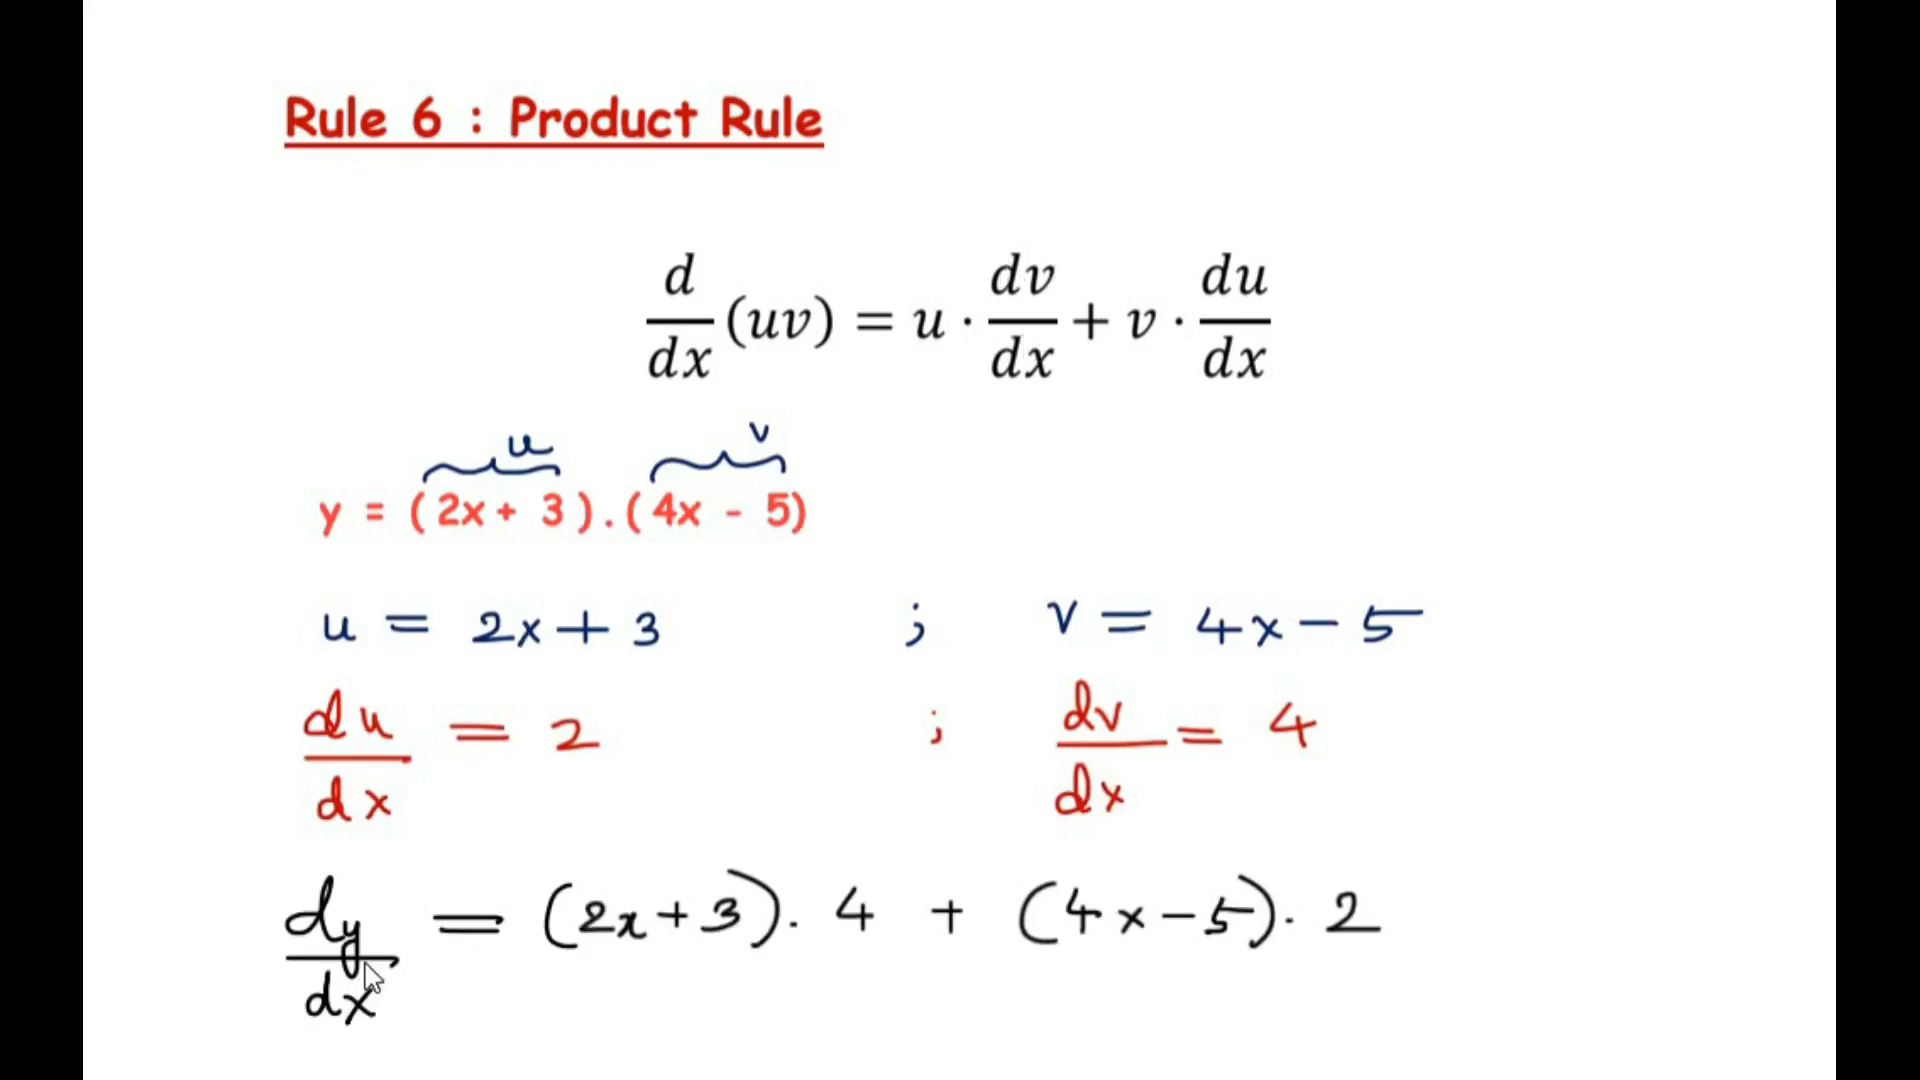 Rule 6 : Product Rule
d/dx (uv) = u · dv/dx + v · du/dx
u v
y = (2x + 3) . (4x - 5)
u = 2x + 3 ; v = 4x - 5
du/dx = 2 ; dv/dx = 4
dy/dx = (2x + 3) . 4 + (4x - 5) . 2